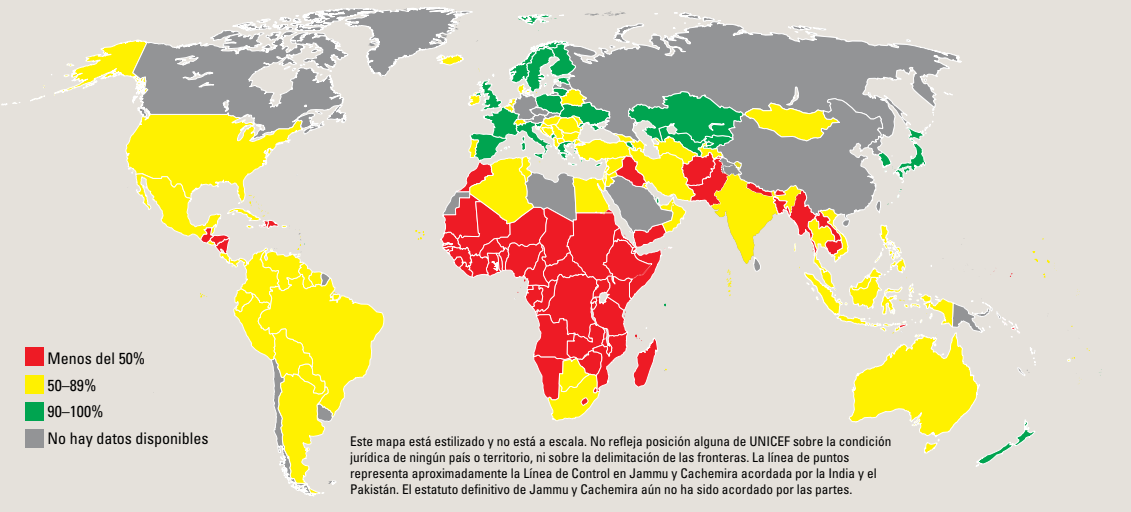 Menos del 50%
50–89%
90–100%
No hay datos disponibles
Este mapa está estilizado y no está a escala. No refleja posición alguna de UNICEF sobre la condición
jurídica de ningún país o territorio, ni sobre la delimitación de las fronteras. La línea de puntos
representa aproximadamente la Línea de Control en Jammu y Cachemira acordada por la India y el
Pakistán. El estatuto definitivo de Jammu y Cachemira aún no ha sido acordado por las partes.